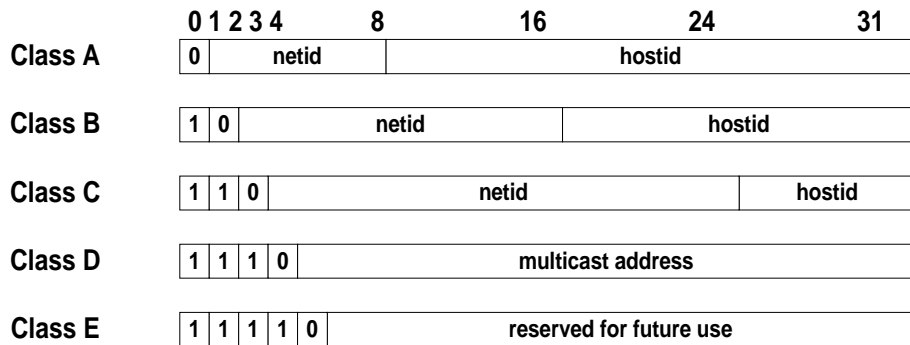 0 1 2 3 4 8 16 24 31
Class A 0 netid hostid
Class B 1 0 netid hostid
Class C 1 1 0 netid hostid
Class D 1 1 1 0 multicast address
Class E 1 1 1 1 0 reserved for future use